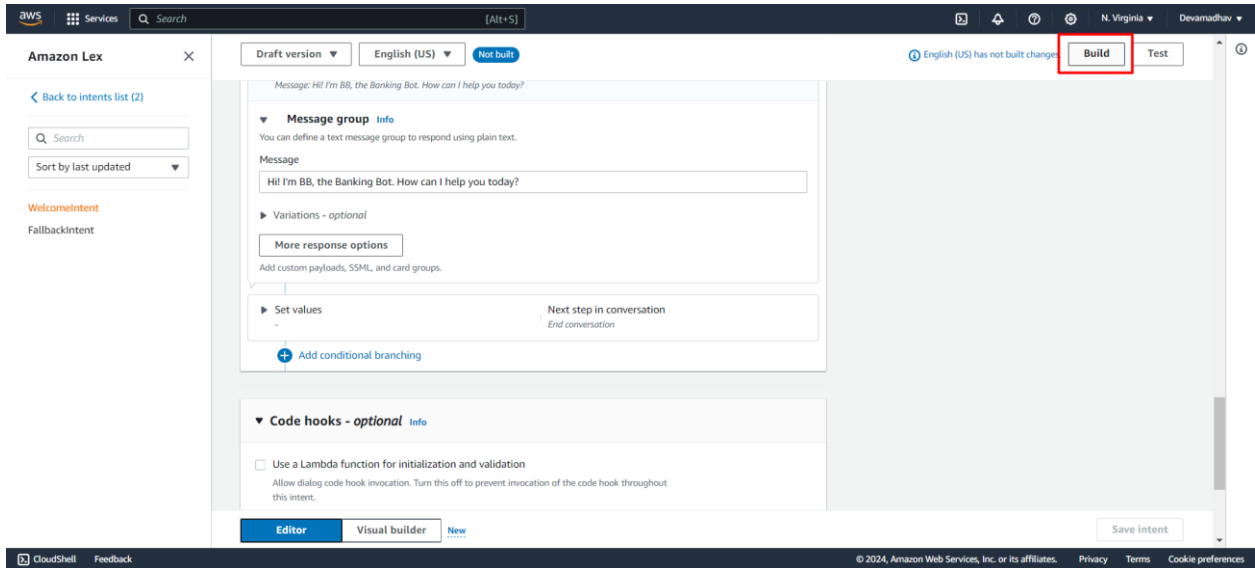 aws Services Search [Alt+S] N. Virginia Devamadhav
Amazon Lex
Back to intents list (2)
Search
Sort by last updated
WelcomeIntent
FallbackIntent
Draft version English (US) Not built English (US) has not built changes Build Test
Message: Hi! I'm BB, the Banking Bot. How can I help you today?
Message group Info
You can define a text message group to respond using plain text.
Message
Hi! I'm BB, the Banking Bot. How can I help you today?
Variations - optional
More response options
Add custom payloads, SSML, and card groups.
Set values Next step in conversation
- End conversation
Add conditional branching
Code hooks - optional Info
Use a Lambda function for initialization and validation
Allow dialog code hook invocation. Turn this off to prevent invocation of the code hook throughout
this intent.
Editor Visual builder New Save intent
CloudShell Feedback © 2024, Amazon Web Services, Inc. or its affiliates. Privacy Terms Cookie preferences